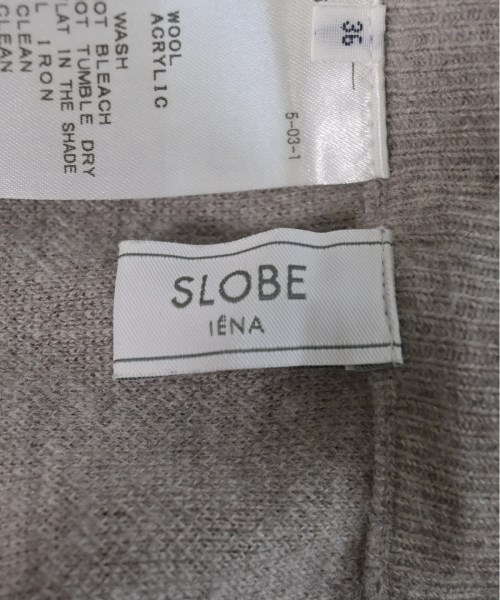 WOOL
ACRYLIC
WASH
OT BLEACH
OT TUMBLE DRY
LAT IN THE SHADE
L IRON
CLEAN
CLEAN
5-03-1
36
SLOBE
IÉNA